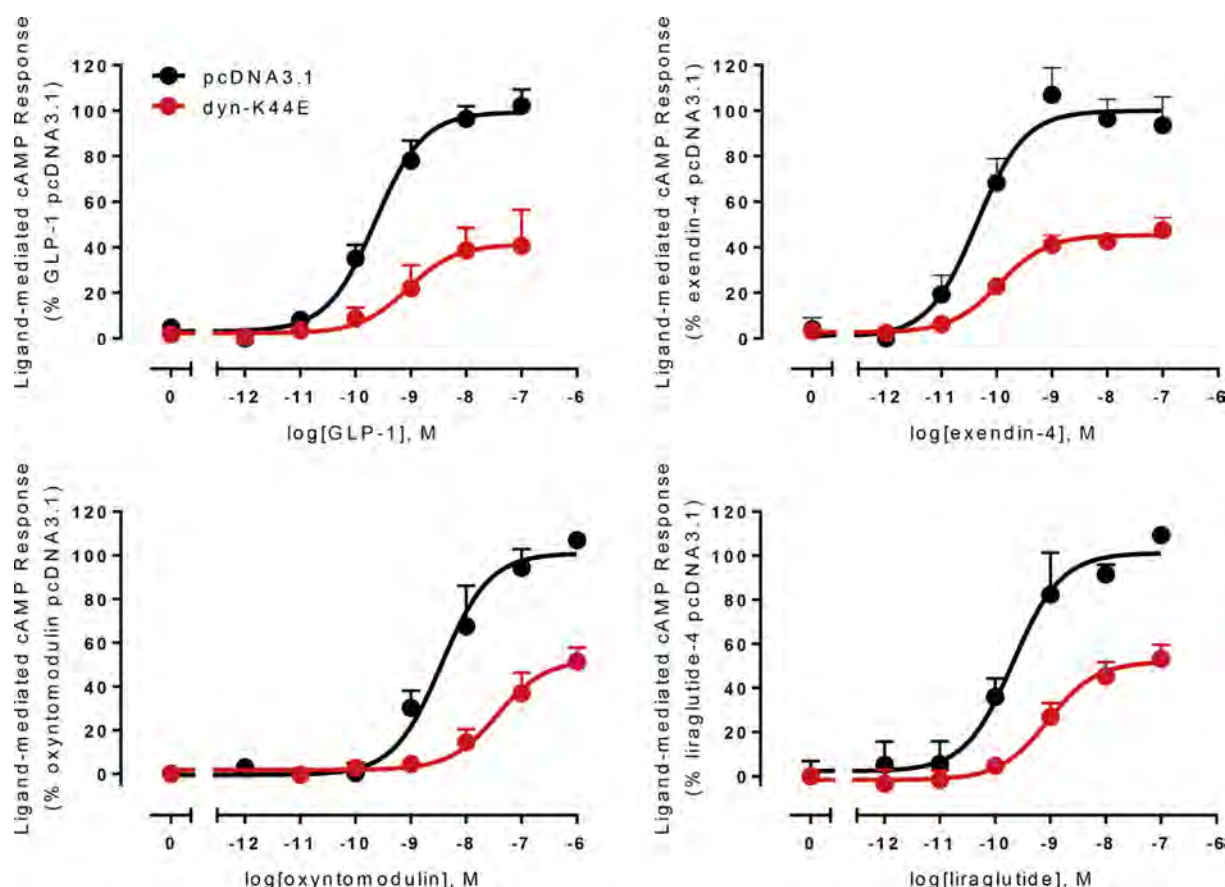 Ligand-mediated cAMP Response
(% GLP-1 pcDNA3.1)
120
100
80
60
40
20
0
pcDNA3.1
dyn-K44E
0 -12 -11 -10 -9 -8 -7 -6
log[GLP-1], M
Ligand-mediated cAMP Response
(% exendin-4 pcDNA3.1)
120
100
80
60
40
20
0
0 -12 -11 -10 -9 -8 -7 -6
log[exendin-4], M
Ligand-mediated cAMP Response
(% oxyntomodulin pcDNA3.1)
120
100
80
60
40
20
0
0 -12 -11 -10 -9 -8 -7 -6
log[oxyntomodulin], M
Ligand-mediated cAMP Response
(% liraglutide-4 pcDNA3.1)
120
100
80
60
40
20
0
0 -12 -11 -10 -9 -8 -7 -6
log[liraglutide], M